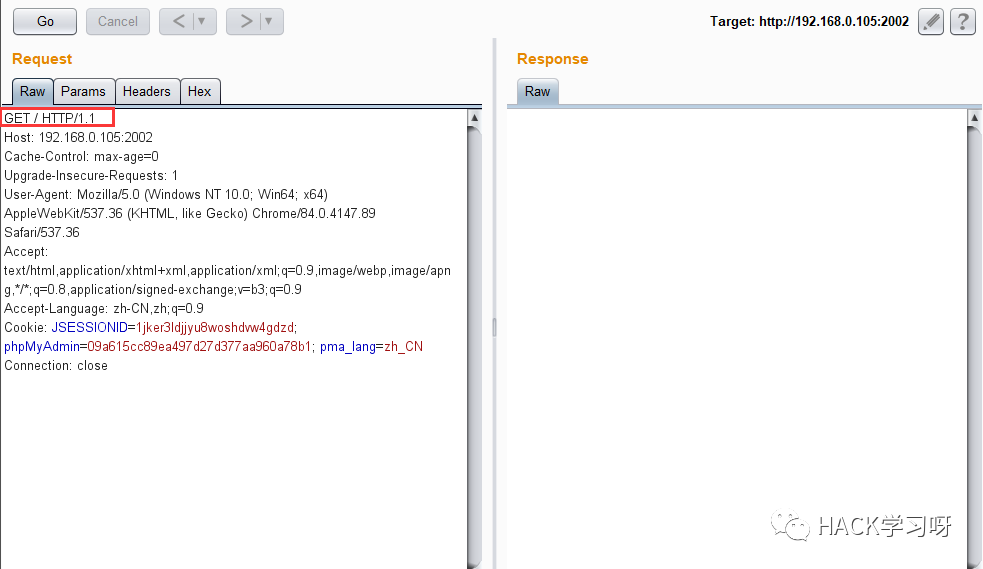 Go Cancel < ▼ > ▼ Target: http://192.168.0.105:2002 ?
Request
Raw Params Headers Hex
GET / HTTP/1.1
Host: 192.168.0.105:2002
Cache-Control: max-age=0
Upgrade-Insecure-Requests: 1
User-Agent: Mozilla/5.0 (Windows NT 10.0; Win64; x64)
AppleWebKit/537.36 (KHTML, like Gecko) Chrome/84.0.4147.89
Safari/537.36
Accept:
text/html,application/xhtml+xml,application/xml;q=0.9,image/webp,image/apn
g,*/*;q=0.8,application/signed-exchange;v=b3;q=0.9
Accept-Language: zh-CN,zh;q=0.9
Cookie: JSESSIONID=1jker3ldjjyu8woshdvw4gdzd;
phpMyAdmin=09a615cc89ea497d27d377aa960a78b1; pma_lang=zh_CN
Connection: close
Response
Raw
HACK学习呀